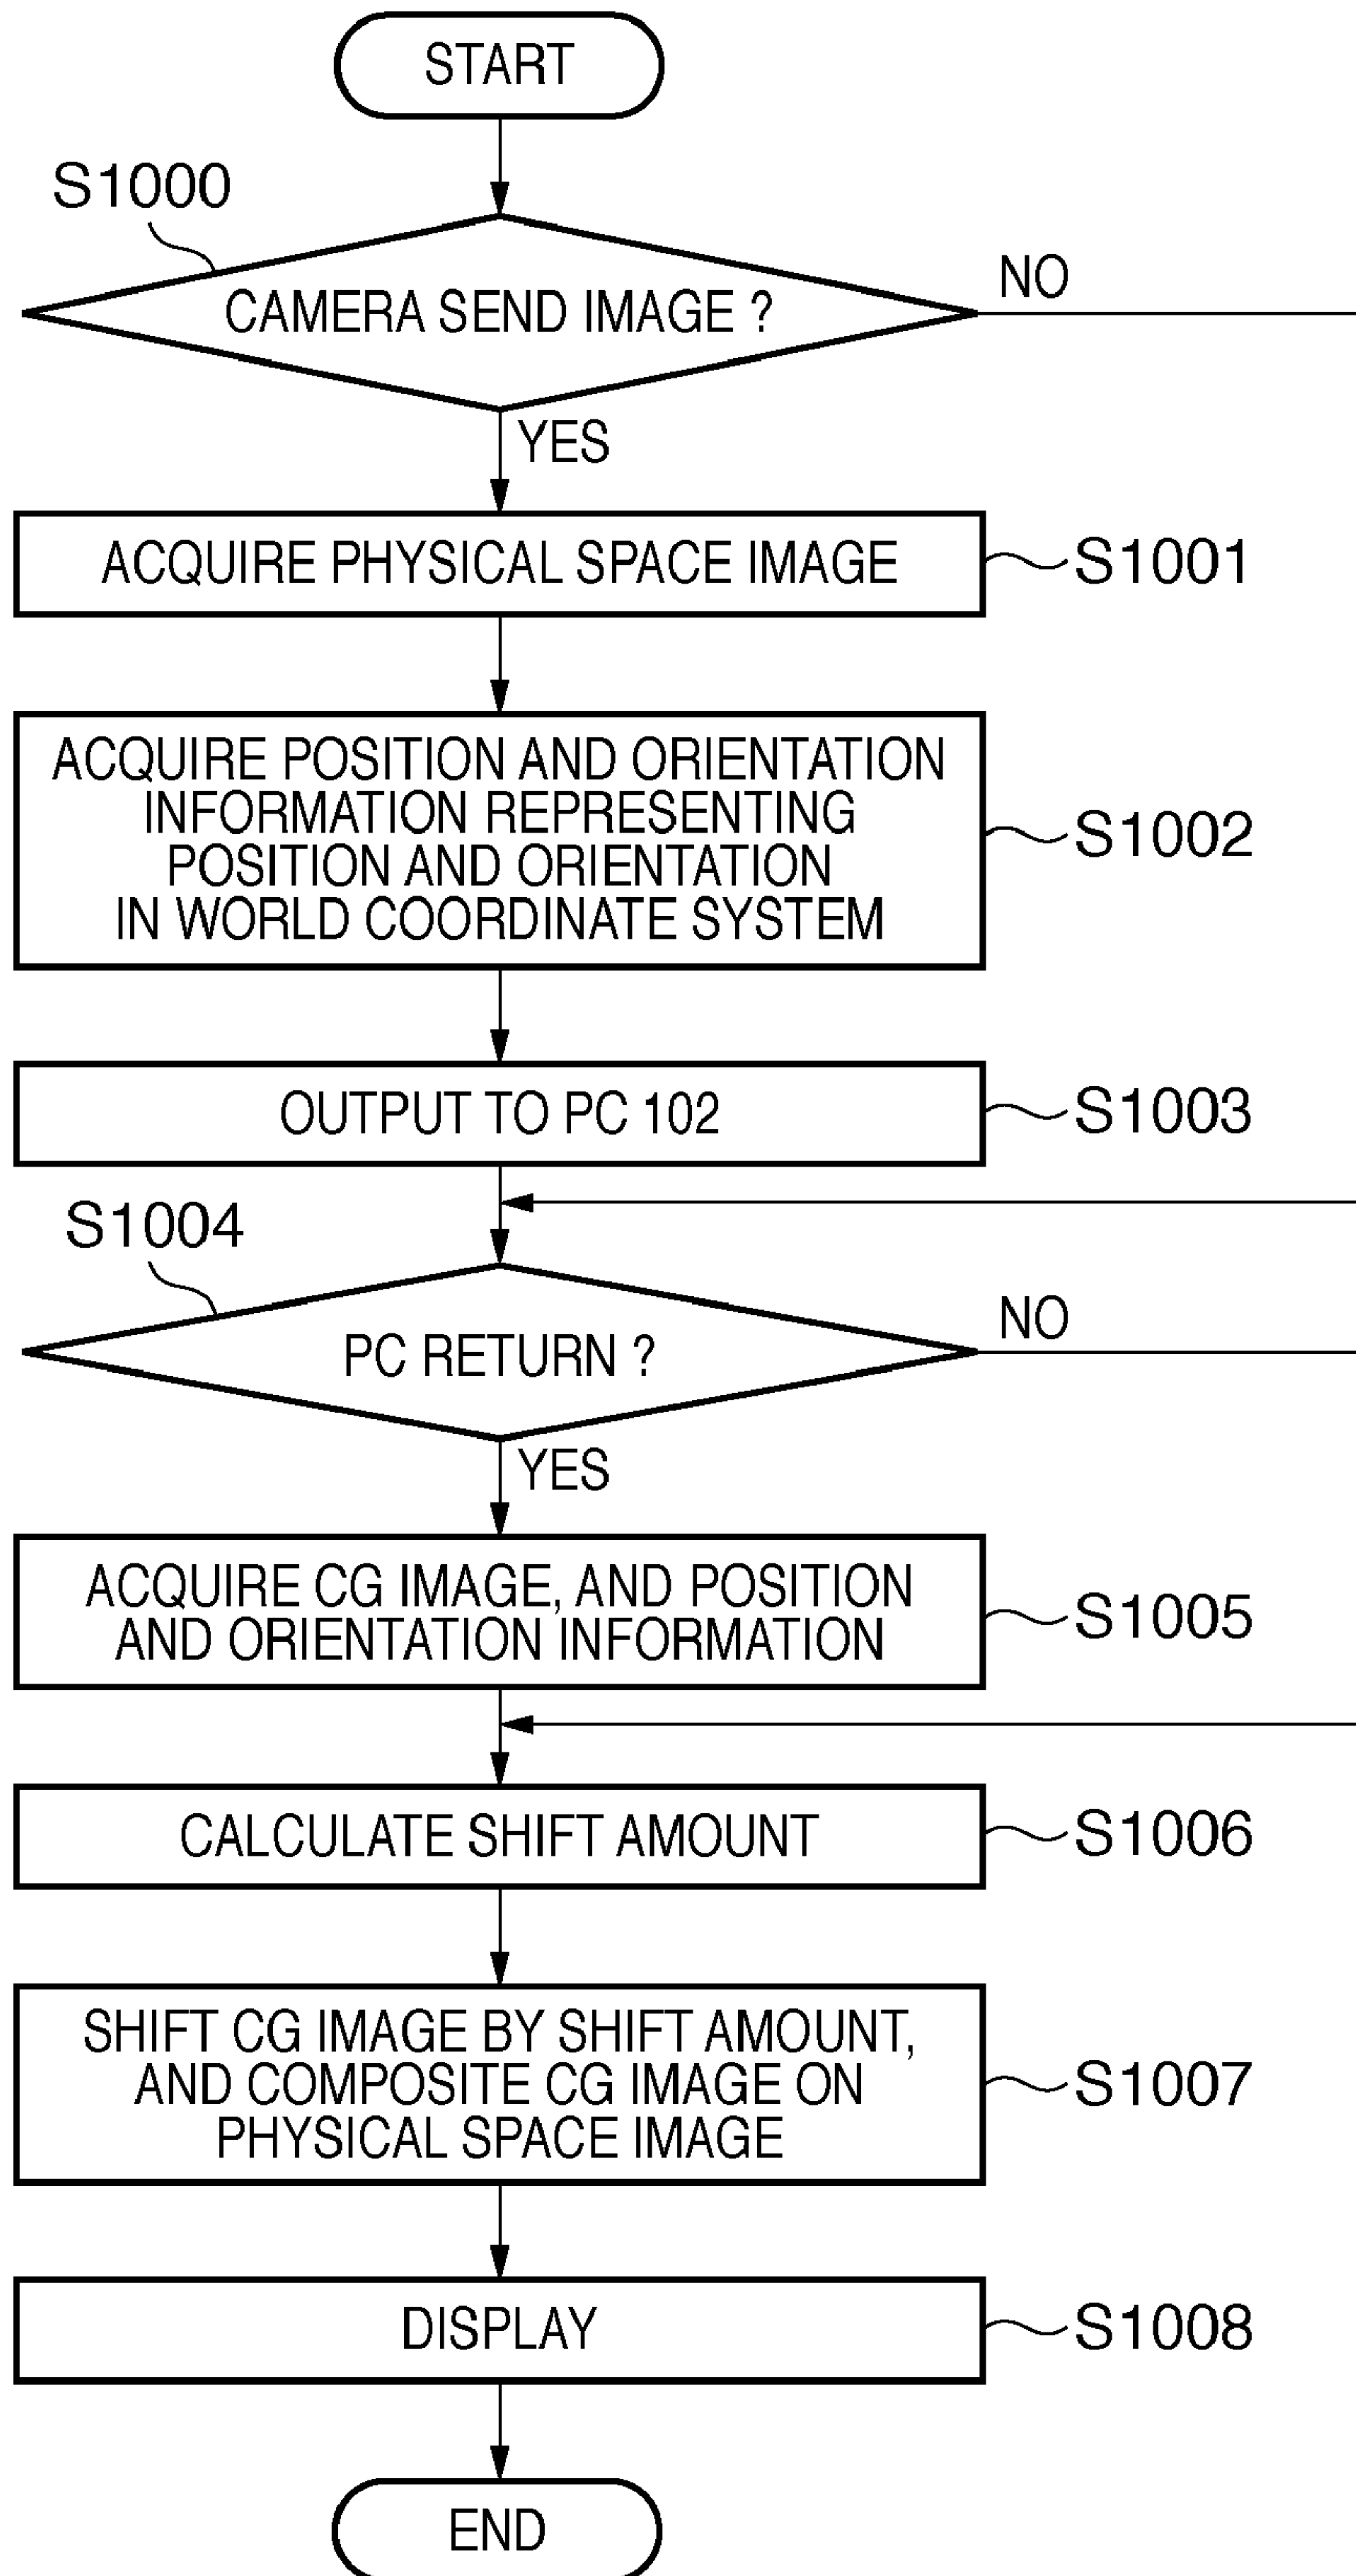 START
S1000
NO
CAMERA SEND IMAGE ?
YES
ACQUIRE PHYSICAL SPACE IMAGE
S1001
ACQUIRE POSITION AND ORIENTATION
INFORMATION REPRESENTING
POSITION AND ORIENTATION
IN WORLD COORDINATE SYSTEM
S1002
OUTPUT TO PC 102
S1003
S1004
NO
PC RETURN ?
YES
ACQUIRE CG IMAGE, AND POSITION
AND ORIENTATION INFORMATION
S1005
CALCULATE SHIFT AMOUNT
S1006
SHIFT CG IMAGE BY SHIFT AMOUNT,
AND COMPOSITE CG IMAGE ON
PHYSICAL SPACE IMAGE
S1007
DISPLAY
S1008
END